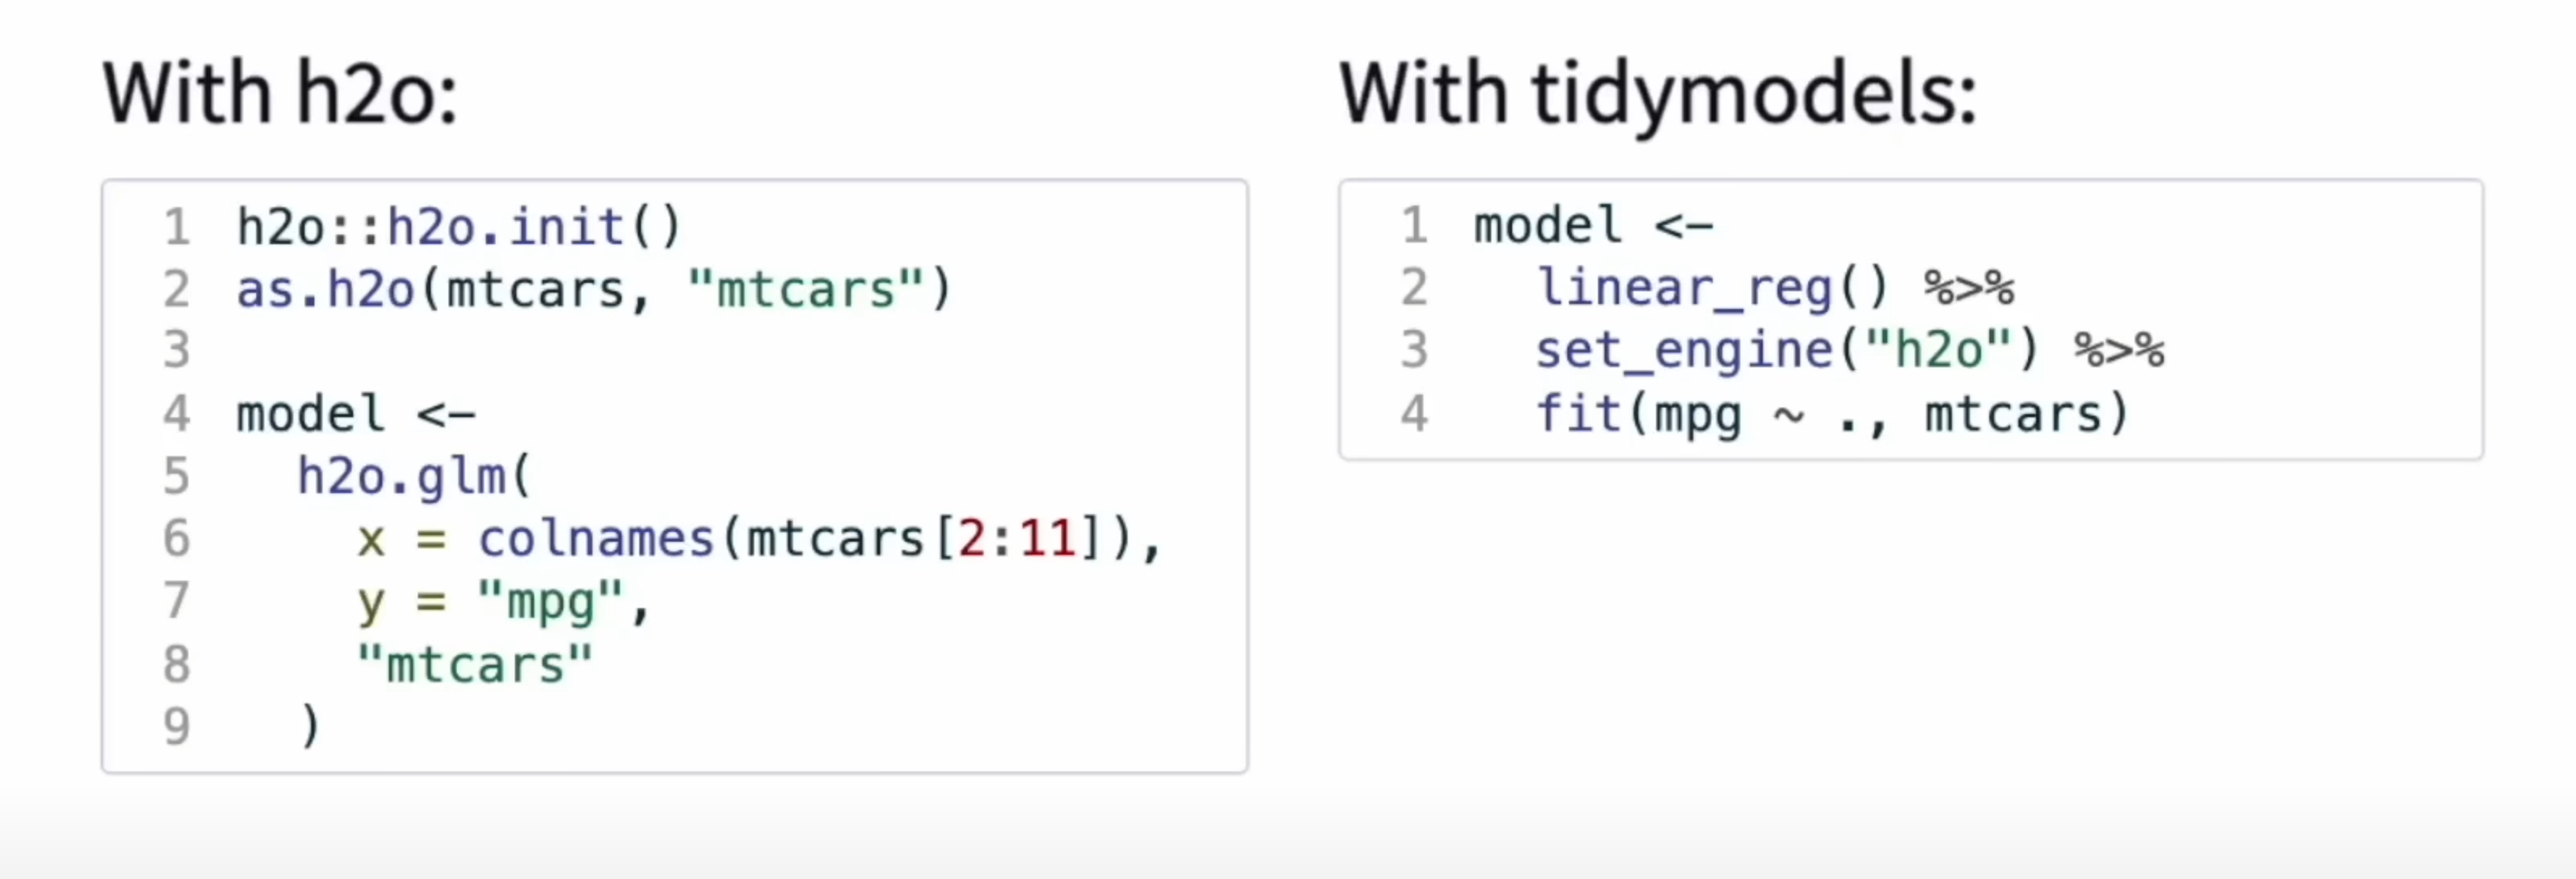 With h2o:
1 h2o::h2o.init()
2 as.h2o(mtcars, "mtcars")
3
4 model <-
5   h2o.glm(
6     x = colnames(mtcars[2:11]),
7     y = "mpg",
8     "mtcars"
9   )
With tidymodels:
1 model <-
2   linear_reg() %>%
3   set_engine("h2o") %>%
4   fit(mpg ~ ., mtcars)